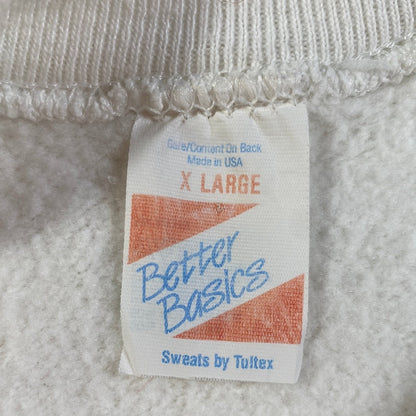 Care/Content On Back
Made in USA
X LARGE
Better
Basics
Sweats by Tultex